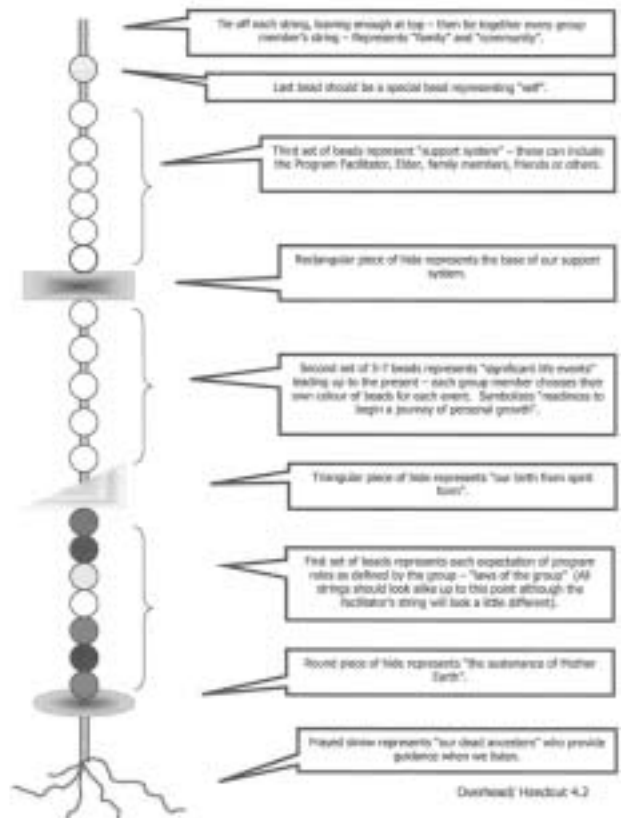 Tie off each string, leaving enough at top – then tie together every group
member's string – Represents "family" and "community".
Last bead should be a special bead representing "self".
Third set of beads represent "support system" – these can include
the Program Facilitator, Elder, family members, friends or others.
Rectangular piece of hide represents the base of our support
system.
Second set of 5-7 beads represents "significant life events"
leading up to the present – each group member chooses their
own colour of beads for each event. Symbolizes "readiness to
begin a journey of personal growth".
Triangular piece of hide represents "our birth from spirit
form".
First set of beads represents each expectation of program
rules as defined by the group – "laws of the group" (All
strings should look alike up to this point although the
facilitator's string will look a little different).
Round piece of hide represents "the sustenance of Mother
Earth".
Frayed sinew represents "our dead ancestors" who provide
guidance when we listen.
Overhead/ Handout 4.2